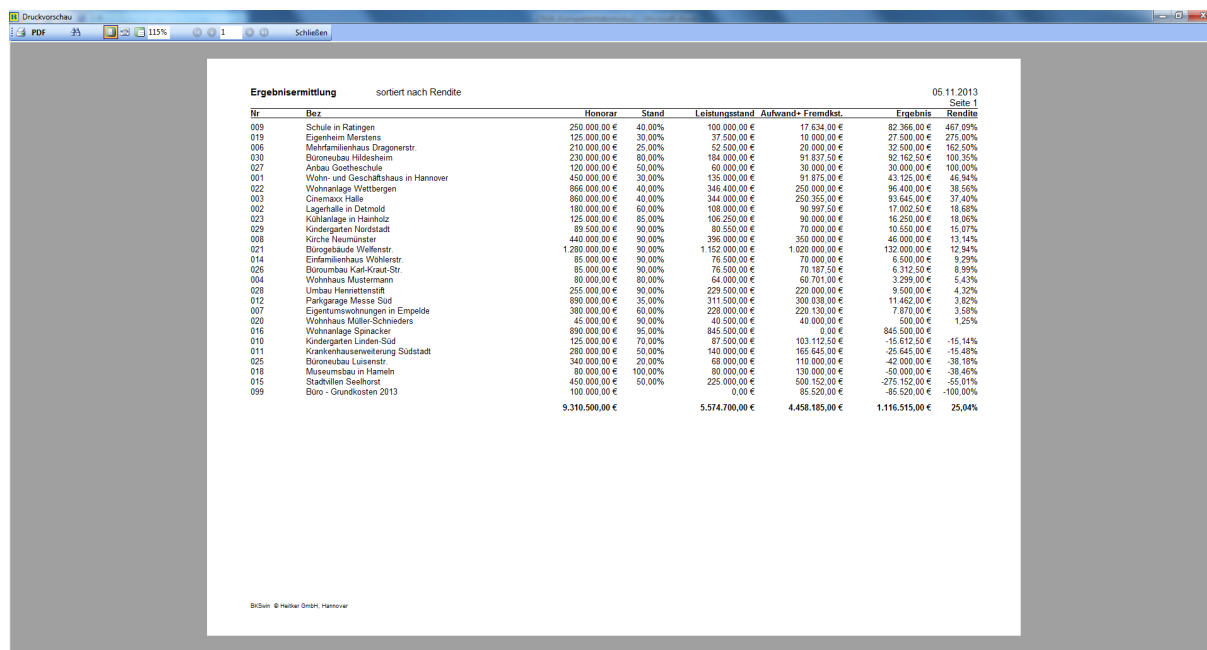 Druckvorschau
PDF 115% 1 Schließen
Ergebnisermittlung sortiert nach Rendite 05.11.2013
Seite 1
Nr Bez Honorar Stand Leistungsstand Aufwand+ Fremdkst. Ergebnis Rendite
009 Schule in Ratingen 250.000,00 € 40,00% 100.000,00 € 17.634,00 € 82.366,00 € 467,09%
019 Eigenheim Merstens 125.000,00 € 30,00% 37.500,00 € 10.000,00 € 27.500,00 € 275,00%
006 Mehrfamilienhaus Dragonerstr. 210.000,00 € 25,00% 52.500,00 € 20.000,00 € 32.500,00 € 162,50%
030 Büroneubau Hildesheim 230.000,00 € 80,00% 184.000,00 € 91.837,50 € 92.162,50 € 100,35%
027 Anbau Goetheschule 120.000,00 € 50,00% 60.000,00 € 30.000,00 € 30.000,00 € 100,00%
001 Wohn- und Geschäftshaus in Hannover 450.000,00 € 30,00% 135.000,00 € 91.875,00 € 43.125,00 € 46,94%
022 Wohnanlage Wettbergen 866.000,00 € 40,00% 346.400,00 € 250.000,00 € 96.400,00 € 38,56%
003 Cinemaxx Halle 860.000,00 € 40,00% 344.000,00 € 250.355,00 € 93.645,00 € 37,40%
002 Lagerhalle in Detmold 180.000,00 € 60,00% 108.000,00 € 90.997,50 € 17.002,50 € 18,68%
023 Kühlanlage in Hainholz 125.000,00 € 85,00% 106.250,00 € 90.000,00 € 16.250,00 € 18,06%
029 Kindergarten Nordstadt 89.500,00 € 90,00% 80.550,00 € 70.000,00 € 10.550,00 € 15,07%
008 Kirche Neumünster 440.000,00 € 90,00% 396.000,00 € 350.000,00 € 46.000,00 € 13,14%
021 Bürogebäude Welfenstr. 1.280.000,00 € 90,00% 1.152.000,00 € 1.020.000,00 € 132.000,00 € 12,94%
014 Einfamilienhaus Wöhlerstr. 85.000,00 € 90,00% 76.500,00 € 70.000,00 € 6.500,00 € 9,29%
026 Büroumbau Karl-Kraut-Str. 85.000,00 € 90,00% 76.500,00 € 70.187,50 € 6.312,50 € 8,99%
004 Wohnhaus Mustermann 80.000,00 € 80,00% 64.000,00 € 60.701,00 € 3.299,00 € 5,43%
028 Umbau Henriettenstift 255.000,00 € 90,00% 229.500,00 € 220.000,00 € 9.500,00 € 4,32%
012 Parkgarage Messe Süd 890.000,00 € 35,00% 311.500,00 € 300.038,00 € 11.462,00 € 3,82%
007 Eigentumswohnungen in Empelde 380.000,00 € 60,00% 228.000,00 € 220.130,00 € 7.870,00 € 3,58%
020 Wohnhaus Müller-Schnieders 45.000,00 € 90,00% 40.500,00 € 40.000,00 € 500,00 € 1,25%
016 Wohnanlage Spinacker 890.000,00 € 95,00% 845.500,00 € 0,00 € 845.500,00 €
010 Kindergarten Linden-Süd 125.000,00 € 70,00% 87.500,00 € 103.112,50 € -15.612,50 € -15,14%
011 Krankenhauserweiterung Südstadt 280.000,00 € 50,00% 140.000,00 € 165.645,00 € -25.645,00 € -15,48%
025 Büroneubau Luisenstr. 340.000,00 € 20,00% 68.000,00 € 110.000,00 € -42.000,00 € -38,18%
018 Museumsbau in Hameln 80.000,00 € 100,00% 80.000,00 € 130.000,00 € -50.000,00 € -38,46%
015 Stadtvillen Seelhorst 450.000,00 € 50,00% 225.000,00 € 500.152,00 € -275.152,00 € -55,01%
099 Büro - Grundkosten 2013 100.000,00 € 0,00 € 85.520,00 € -85.520,00 € -100,00%
9.310.500,00 € 5.574.700,00 € 4.458.185,00 € 1.116.515,00 € 25,04%
BKSwin © Heitker GmbH, Hannover